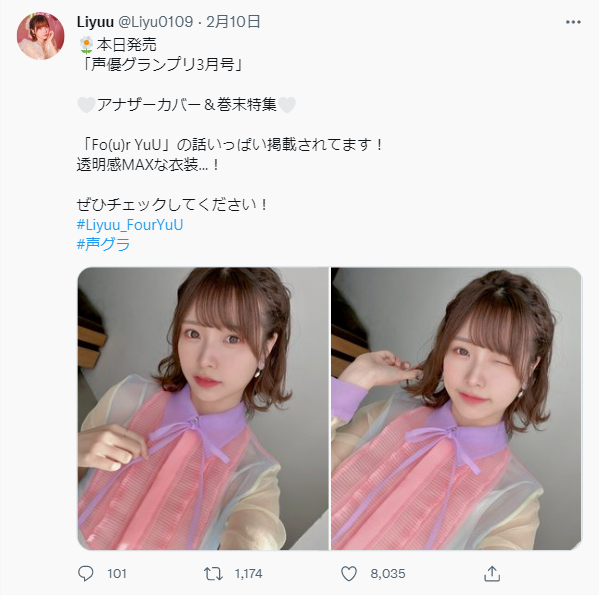 Liyuu @Liyu0109 · 2月10日
🌼本日発売
「声優グランプリ3月号」
🤍アナザーカバー＆巻末特集🤍
「Fo(u)r YuU」の話いっぱい掲載されてます！
透明感MAXな衣装...！
ぜひチェックしてください！
#Liyuu_FourYuU
#声グラ
101 1,174 8,035